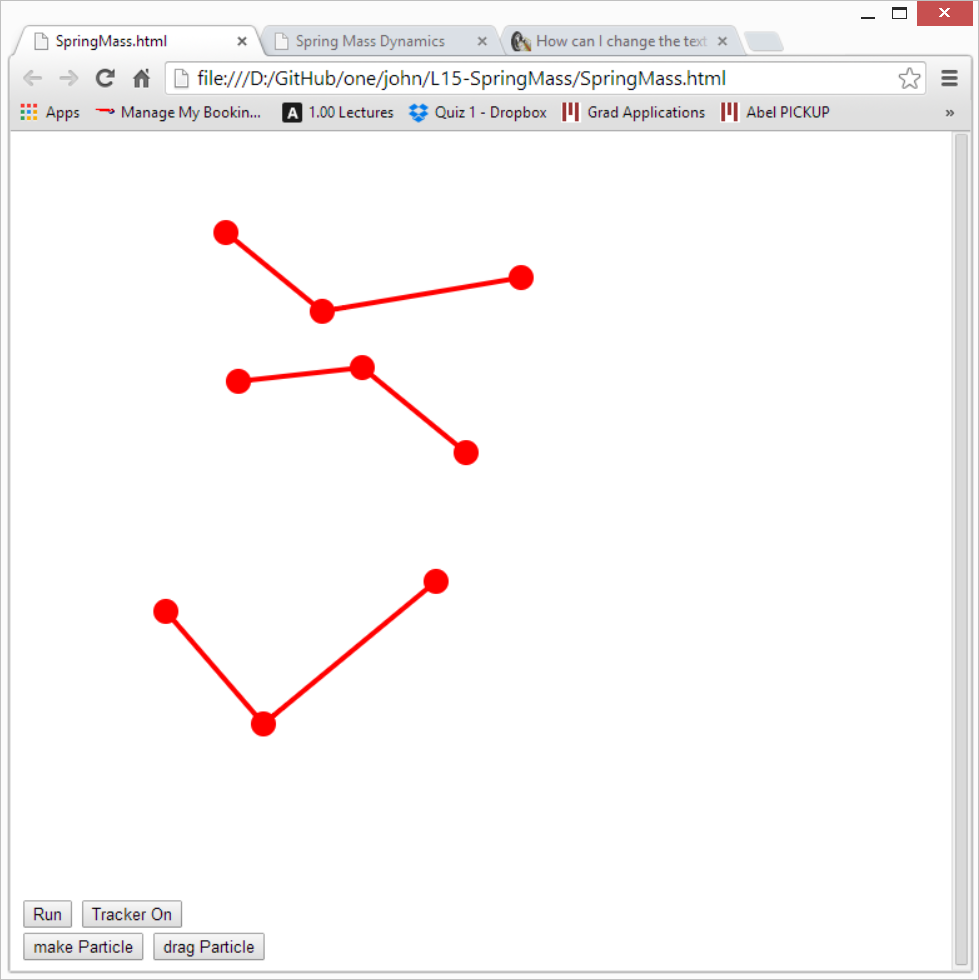 SpringMass.html
Spring Mass Dynamics
How can I change the text
file:///D:/GitHub/one/john/L15-SpringMass/SpringMass.html
Apps
Manage My Bookin...
A
1.00 Lectures
Quiz 1 - Dropbox
Grad Applications
Abel PICKUP
»
Run
Tracker On
make Particle
drag Particle